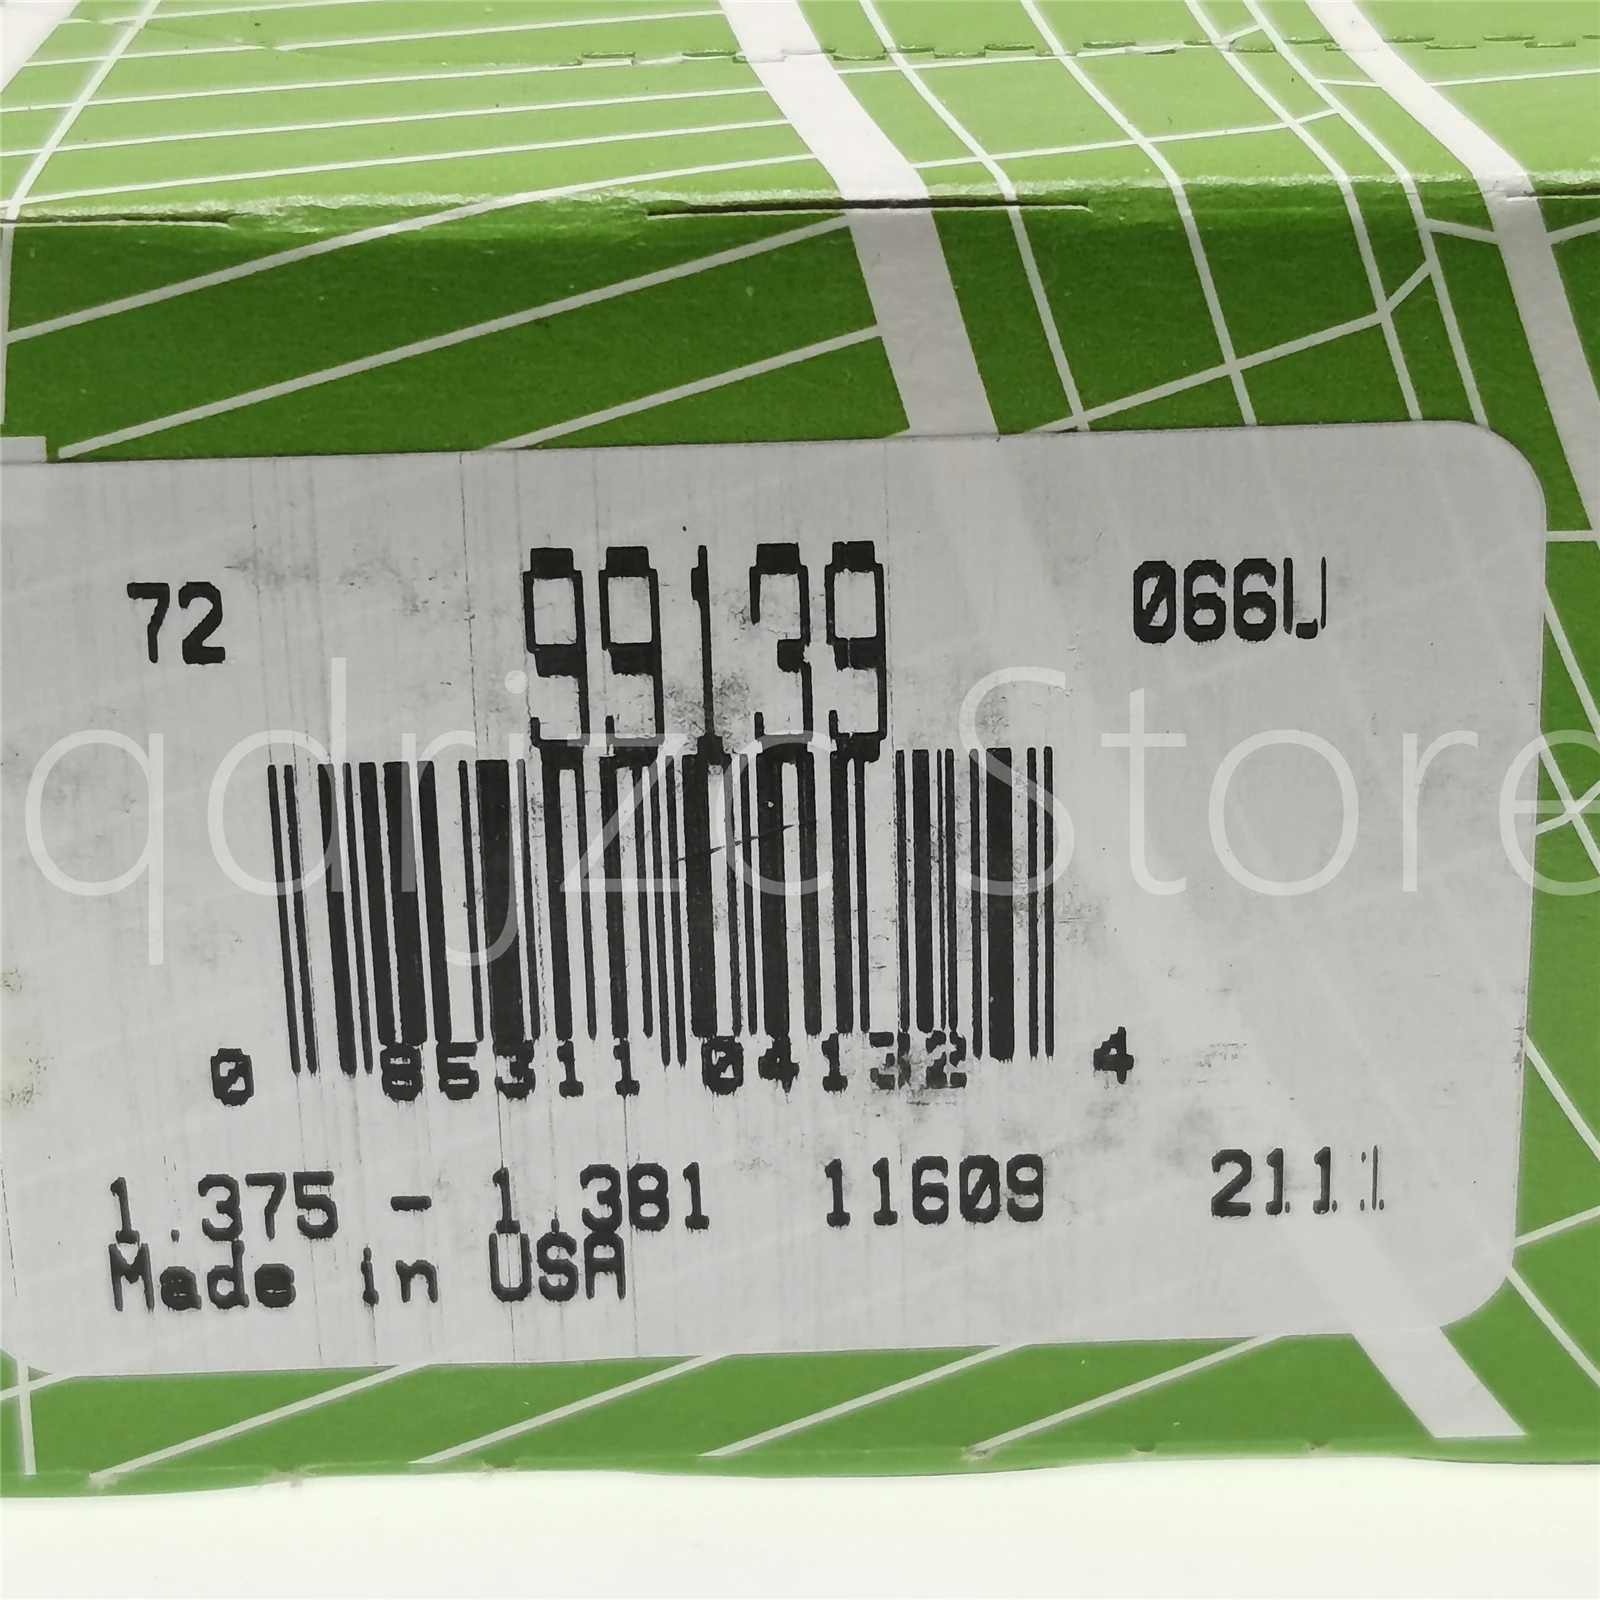 72 99139 066U
0 85311 04132 4
1.375 - 1.381 11609 2111
Made in USA
qdrjzc Store